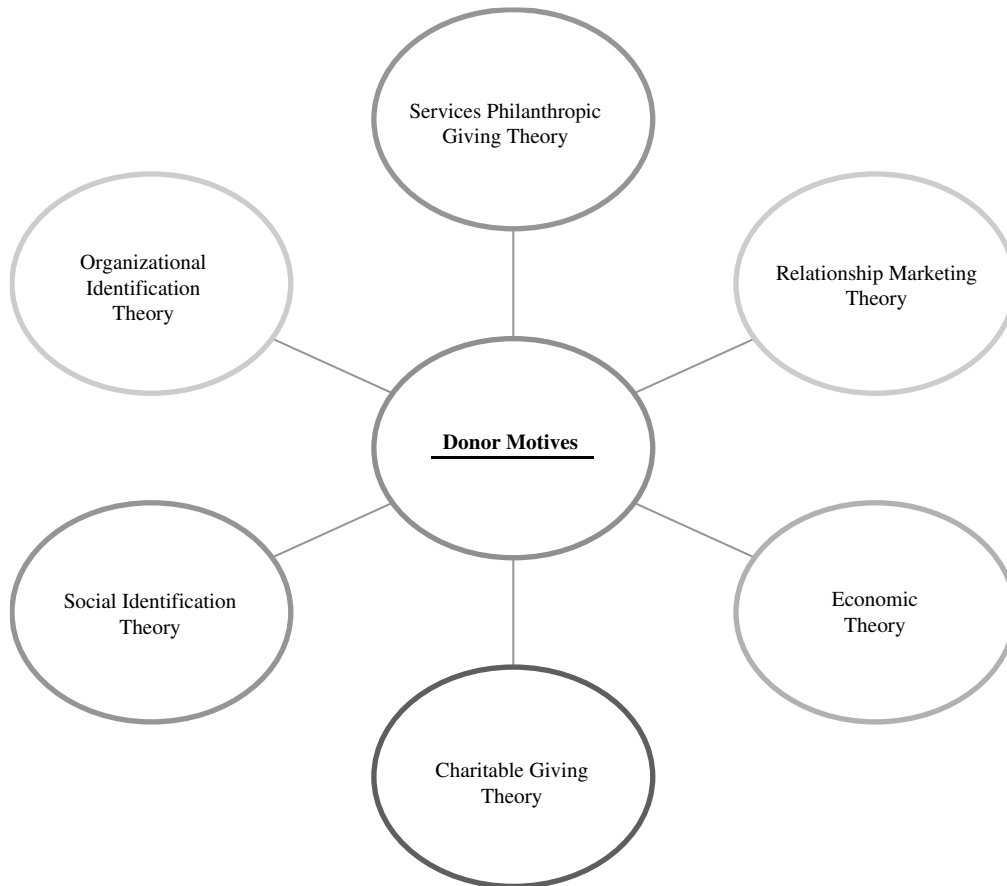 Services Philanthropic
Giving Theory
Organizational
Identification
Theory
Relationship Marketing
Theory
Donor Motives
Social Identification
Theory
Economic
Theory
Charitable Giving
Theory